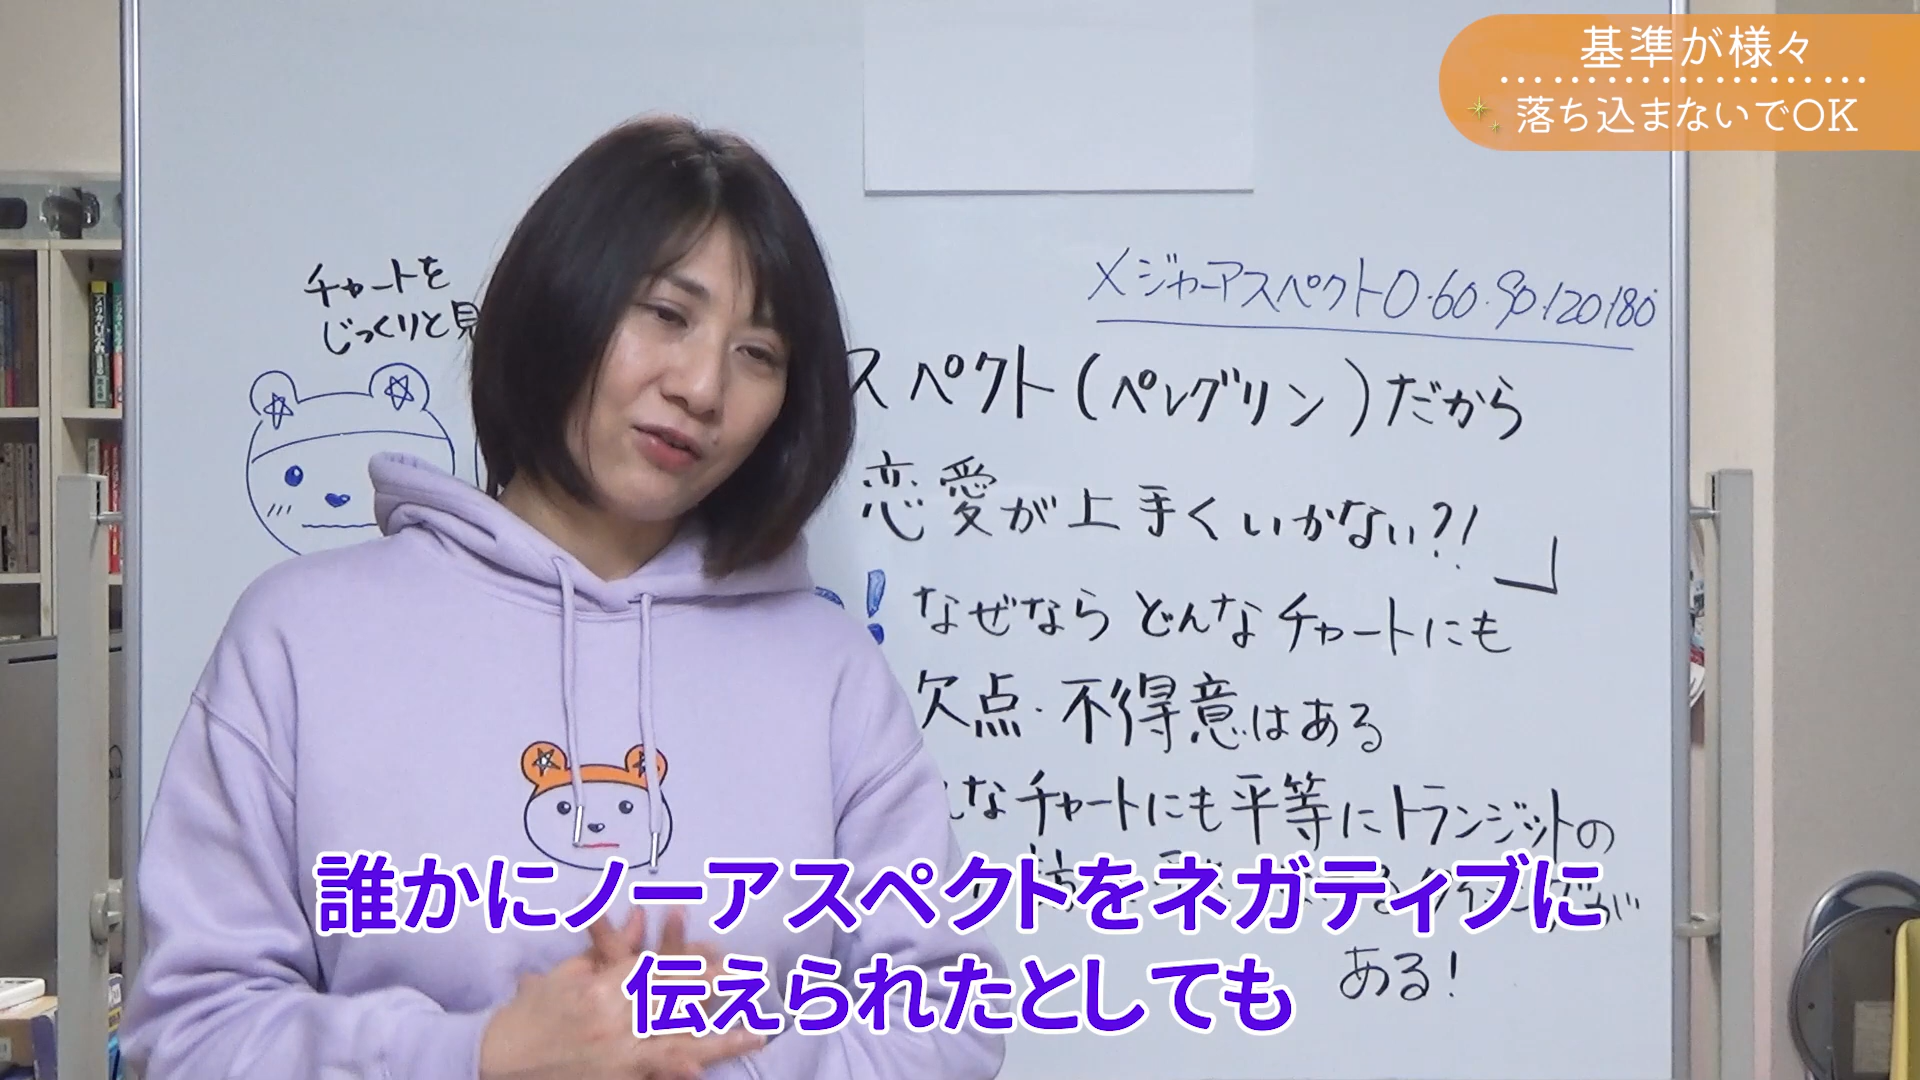 基準が様々
落ち込まないでOK
チャートを
じっくりと見
メジャーアスペクト0・60・90・120・180°
スペクト(ペレグリン)だから
恋愛が上手くいかない?!」
! なぜなら どんなチャートにも
欠点・不得意はある
んなチャートにも平等にトランジットの
が
ある!
誰かにノーアスペクトをネガティブに
伝えられたとしても